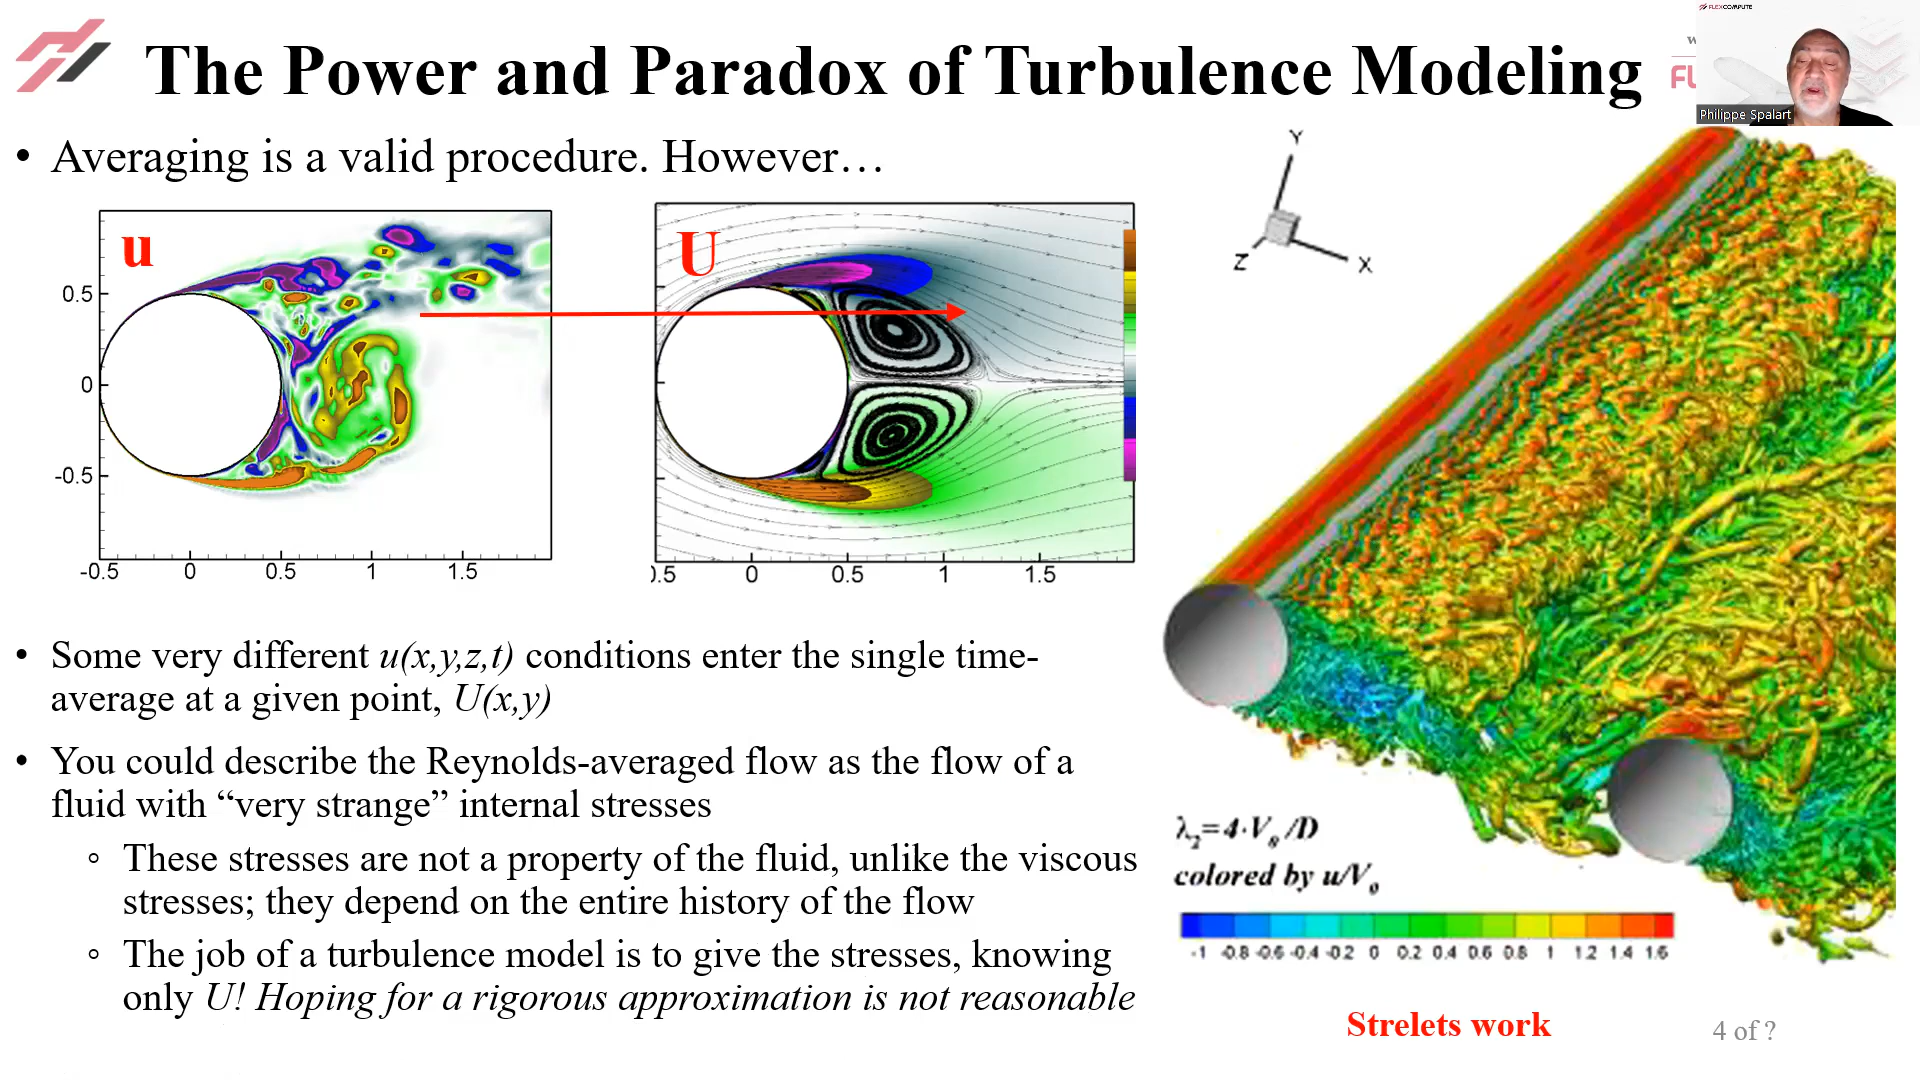 The Power and Paradox of Turbulence Modeling
FLEXCOMPUTE
w
FL
Philippe Spalart
• Averaging is a valid procedure. However…
u
0.5
0
-0.5
-0.5 0 0.5 1 1.5
U
0.5 0 0.5 1 1.5
Y
Z
X
• Some very different u(x,y,z,t) conditions enter the single time-
average at a given point, U(x,y)
• You could describe the Reynolds-averaged flow as the flow of a
fluid with “very strange” internal stresses
◦ These stresses are not a property of the fluid, unlike the viscous
stresses; they depend on the entire history of the flow
◦ The job of a turbulence model is to give the stresses, knowing
only U! Hoping for a rigorous approximation is not reasonable
λ₂=4·V₀/D
colored by u/V₀
-1 -0.8 -0.6 -0.4 -0.2 0 0.2 0.4 0.6 0.8 1 1.2 1.4 1.6
Strelets work
4 of ?